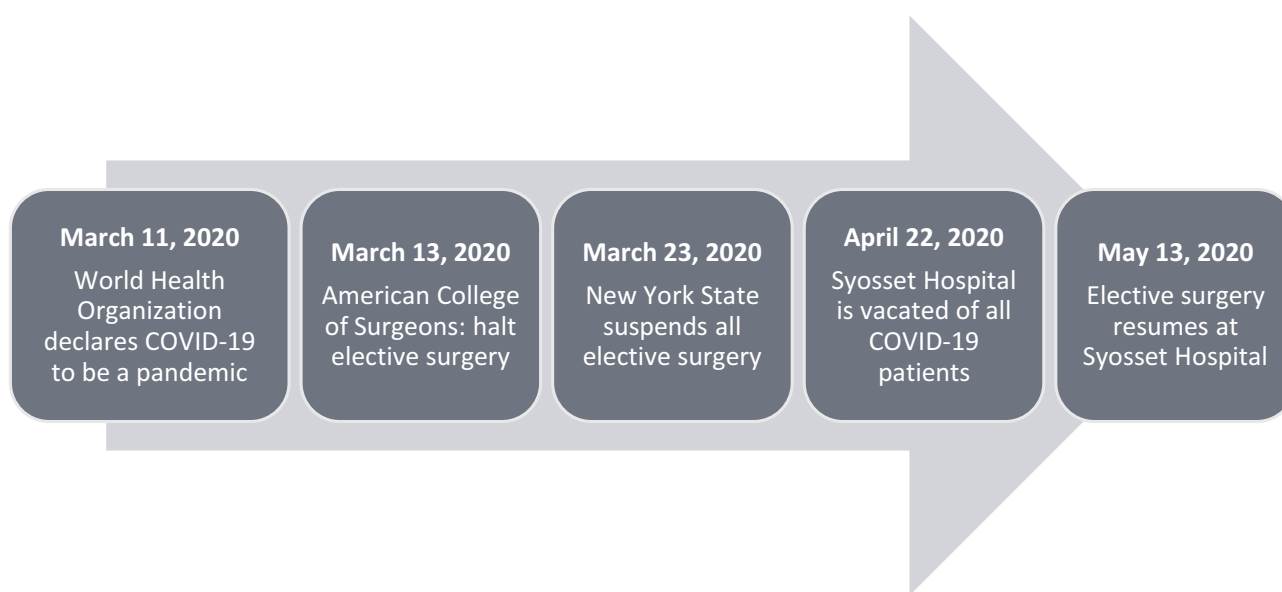 March 11, 2020
World Health
Organization
declares COVID-19
to be a pandemic
March 13, 2020
American College
of Surgeons: halt
elective surgery
March 23, 2020
New York State
suspends all
elective surgery
April 22, 2020
Syosset Hospital
is vacated of all
COVID-19
patients
May 13, 2020
Elective surgery
resumes at
Syosset Hospital